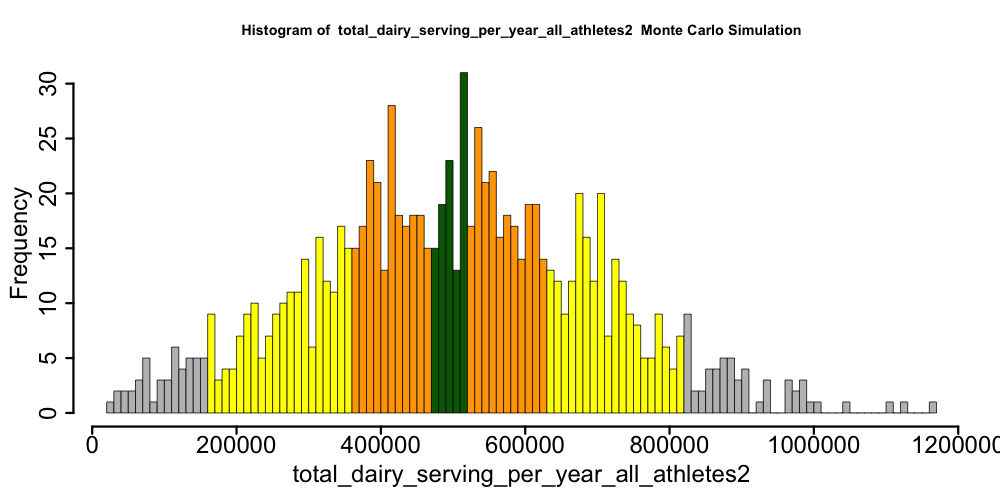 Histogram of  total_dairy_serving_per_year_all_athletes2  Monte Carlo Simulation
30
25
20
15
10
5
0
Frequency
0 200000 400000 600000 800000 1000000 1200000
total_dairy_serving_per_year_all_athletes2